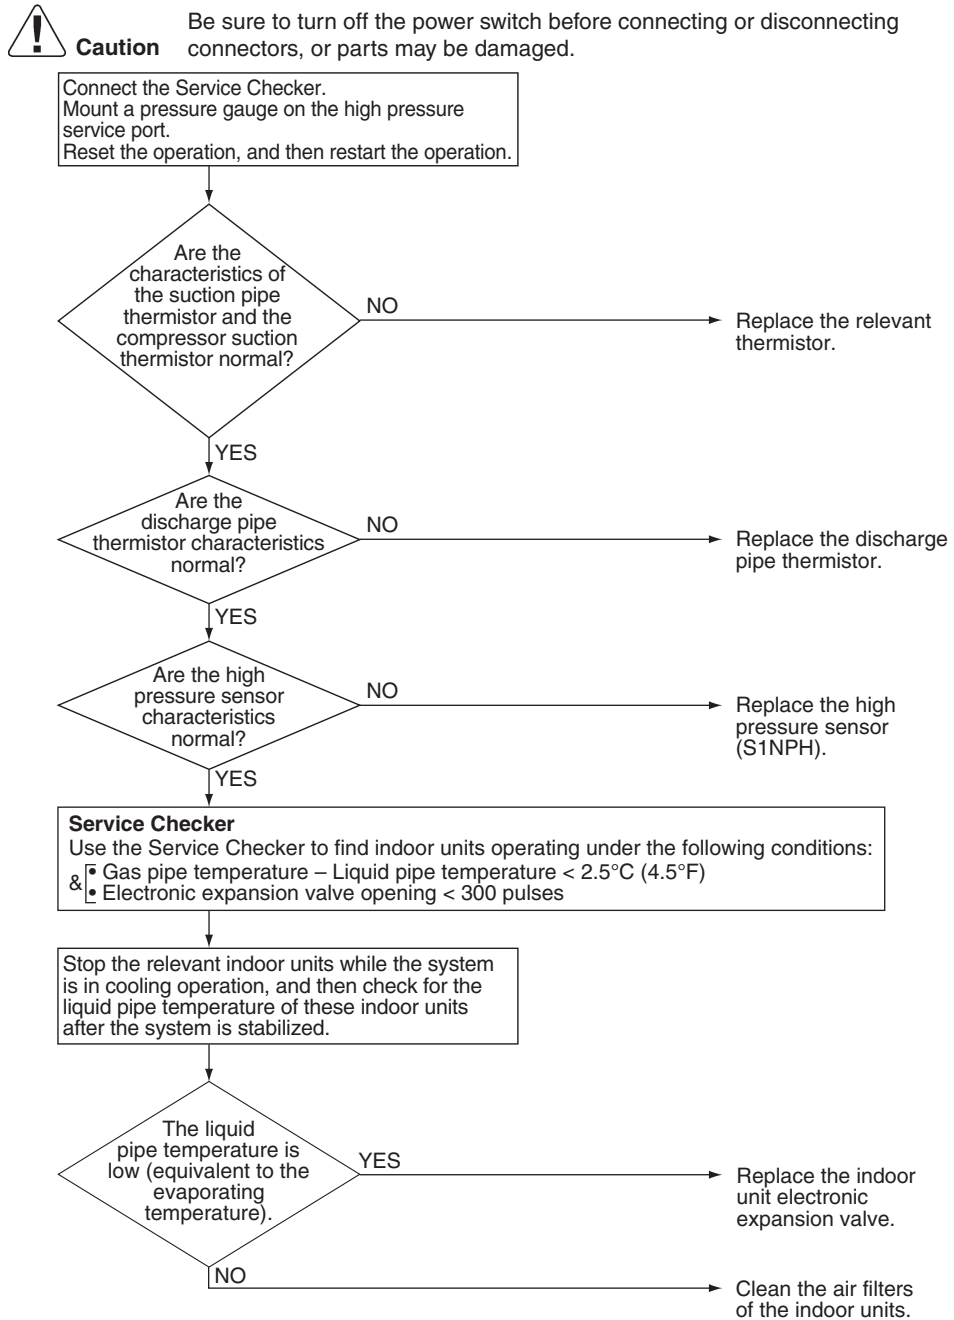 Be sure to turn off the power switch before connecting or disconnecting
Caution
connectors, or parts may be damaged.
Connect the Service Checker.
Mount a pressure gauge on the high pressure
service port.
Reset the operation, and then restart the operation.
Are the
characteristics of
the suction pipe
thermistor and the
compressor suction
thermistor normal?
NO
Replace the relevant
thermistor.
YES
Are the
discharge pipe
thermistor characteristics
normal?
NO
Replace the discharge
pipe thermistor.
YES
Are the high
pressure sensor
characteristics
normal?
NO
Replace the high
pressure sensor
(S1NPH).
YES
Service Checker
Use the Service Checker to find indoor units operating under the following conditions:
&
• Gas pipe temperature – Liquid pipe temperature < 2.5°C (4.5°F)
• Electronic expansion valve opening < 300 pulses
Stop the relevant indoor units while the system
is in cooling operation, and then check for the
liquid pipe temperature of these indoor units
after the system is stabilized.
The liquid
pipe temperature is
low (equivalent to the
evaporating
temperature).
YES
Replace the indoor
unit electronic
expansion valve.
NO
Clean the air filters
of the indoor units.